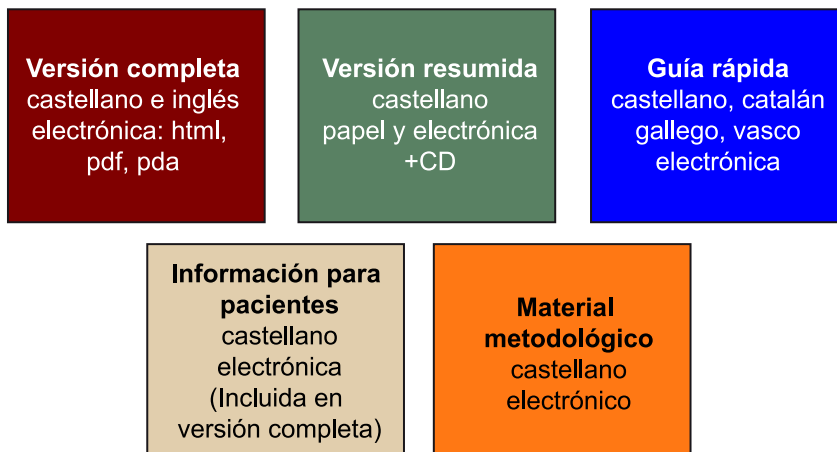 Versión completa
castellano e inglés
electrónica: html,
pdf, pda
Versión resumida
castellano
papel y electrónica
+CD
Guía rápida
castellano, catalán
gallego, vasco
electrónica
Información para
pacientes
castellano
electrónica
(Incluida en
versión completa)
Material
metodológico
castellano
electrónico